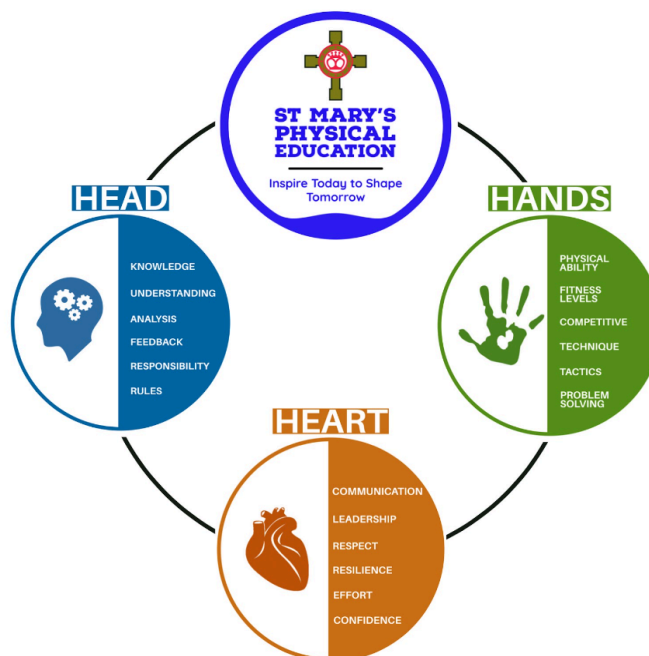 ST MARY'S
PHYSICAL
EDUCATION
Inspire Today to Shape
Tomorrow
HEAD
KNOWLEDGE
UNDERSTANDING
ANALYSIS
FEEDBACK
RESPONSIBILITY
RULES
HANDS
PHYSICAL
ABILITY
FITNESS
LEVELS
COMPETITIVE
TECHNIQUE
TACTICS
PROBLEM
SOLVING
HEART
COMMUNICATION
LEADERSHIP
RESPECT
RESILIENCE
EFFORT
CONFIDENCE